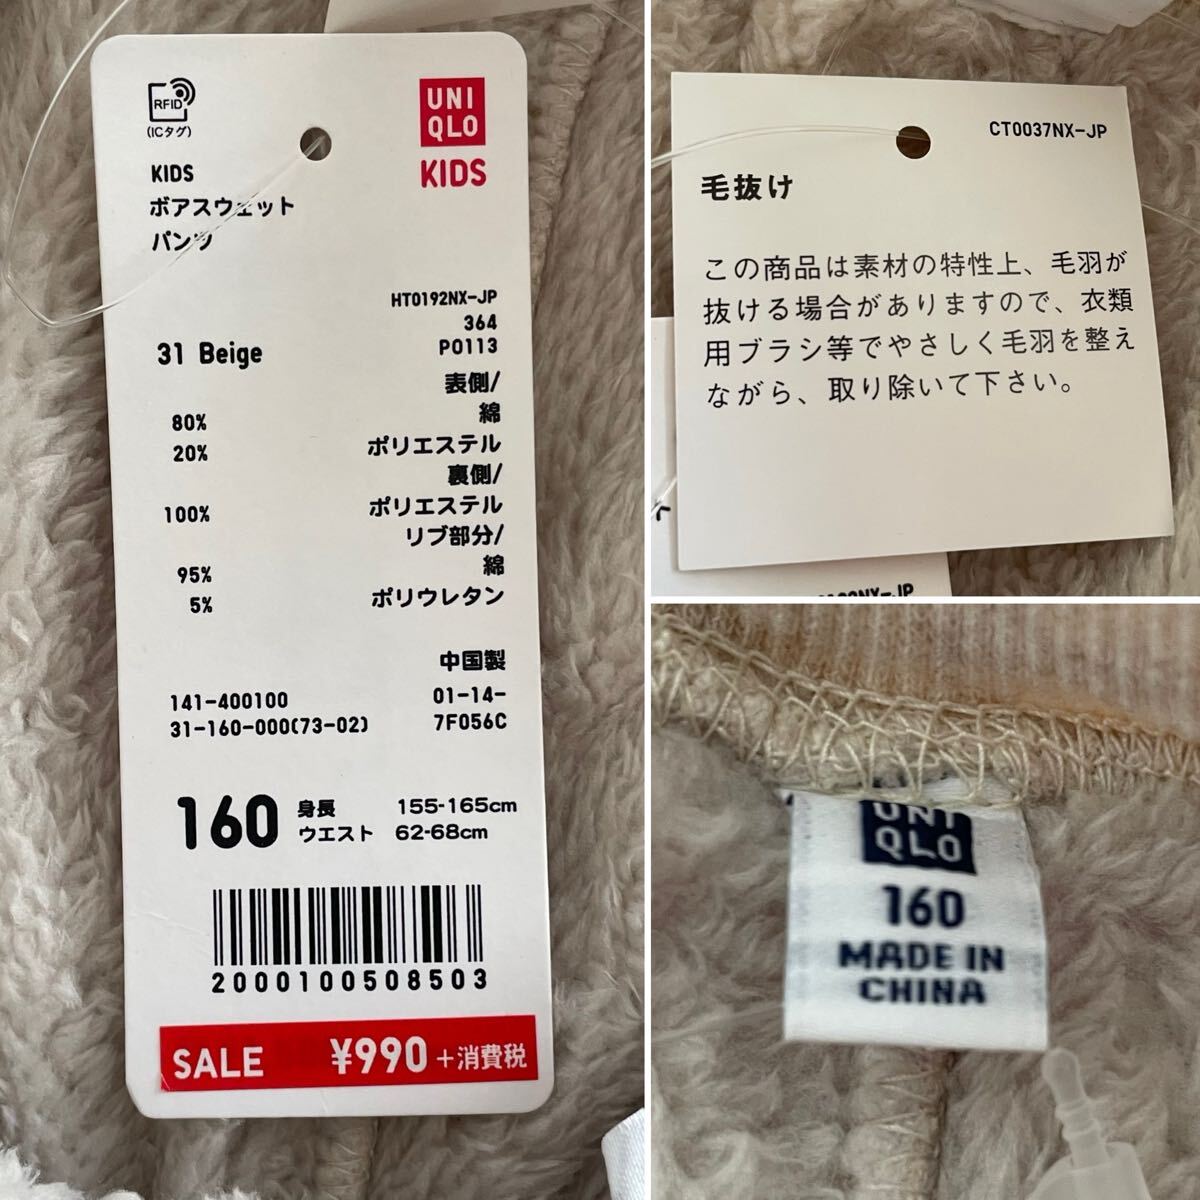 RFID
(ICタグ)
UNI
QLO
KIDS
KIDS
ボアスウェット
パンツ
HT0192NX-JP
364
31 Beige
P0113
表側/
80% 綿
20% ポリエステル
裏側/
100% ポリエステル
リブ部分/
95% 綿
5% ポリウレタン
中国製
141-400100 01-14-
31-160-000(73-02) 7F056C
160 身長 155-165cm
ウエスト 62-68cm
2000100508503
SALE ¥990+消費税
CT0037NX-JP
毛抜け
この商品は素材の特性上、毛羽が
抜ける場合がありますので、衣類
用ブラシ等でやさしく毛羽を整え
ながら、取り除いて下さい。
UNI
QLO
160
MADE IN
CHINA